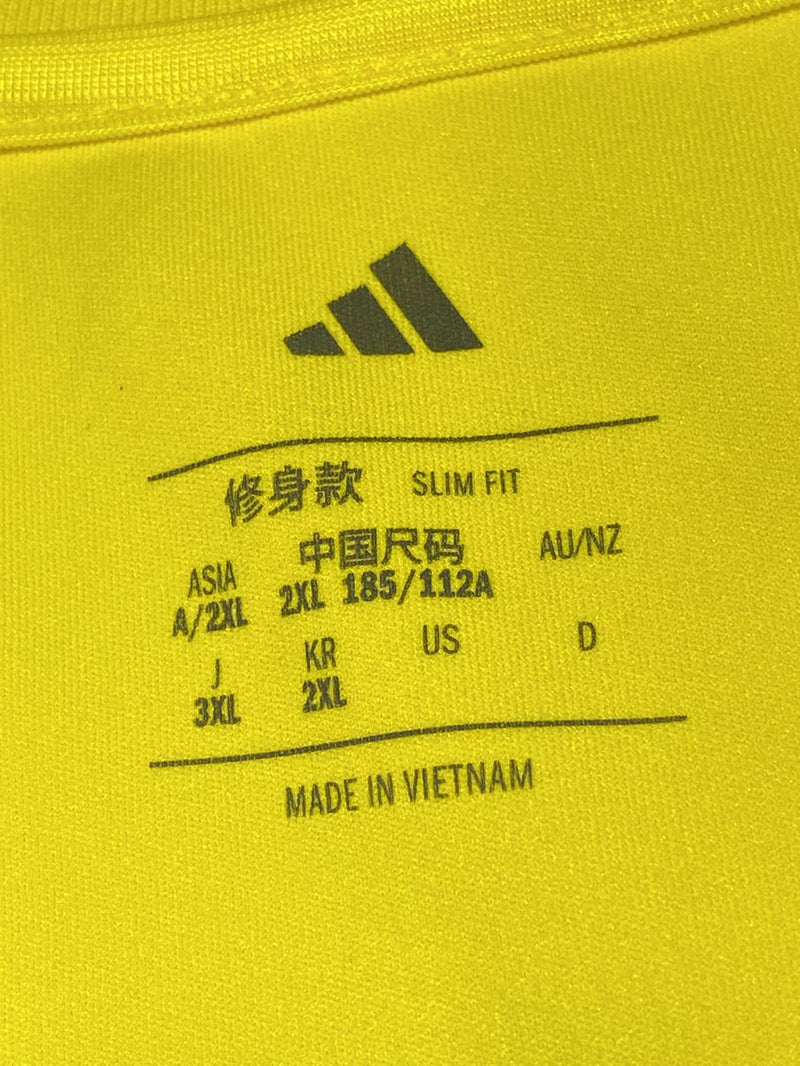 修身款 SLIM FIT
ASIA 中国尺码 AU/NZ
A/2XL 2XL 185/112A
J KR US D
3XL 2XL
MADE IN VIETNAM